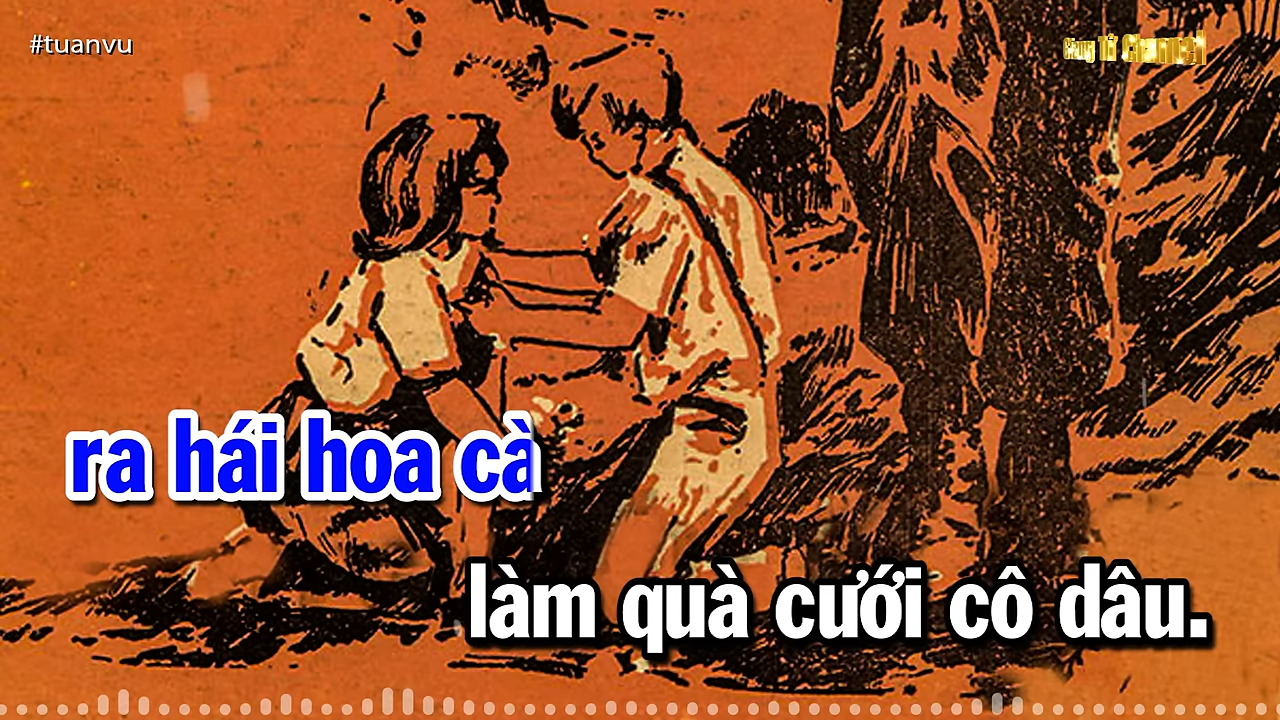 #tuanvu
ra hái hoa cà
làm quà cưới cô dâu.